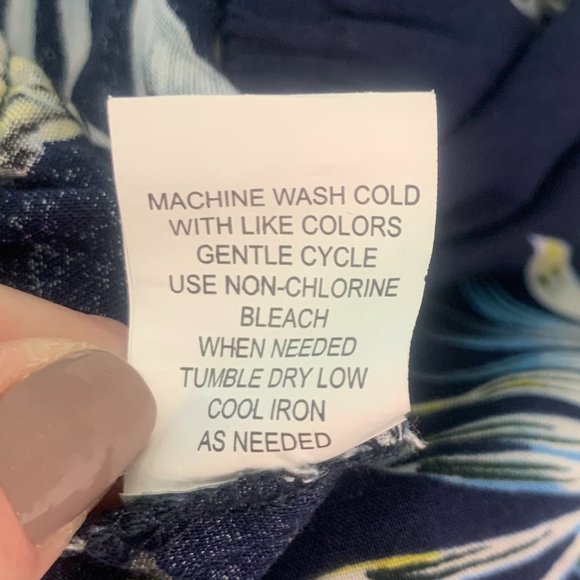 MACHINE WASH COLD
WITH LIKE COLORS
GENTLE CYCLE
USE NON-CHLORINE
BLEACH
WHEN NEEDED
TUMBLE DRY LOW
COOL IRON
AS NEEDED